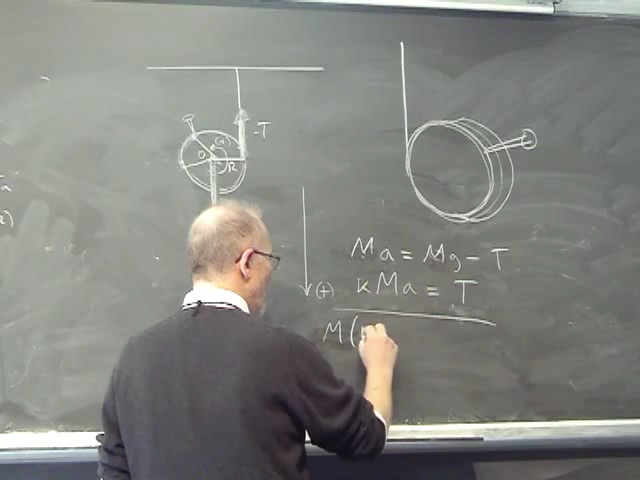 -T
(+)
O
R
Ma = Mg - T
(+)
kMa = T
M(